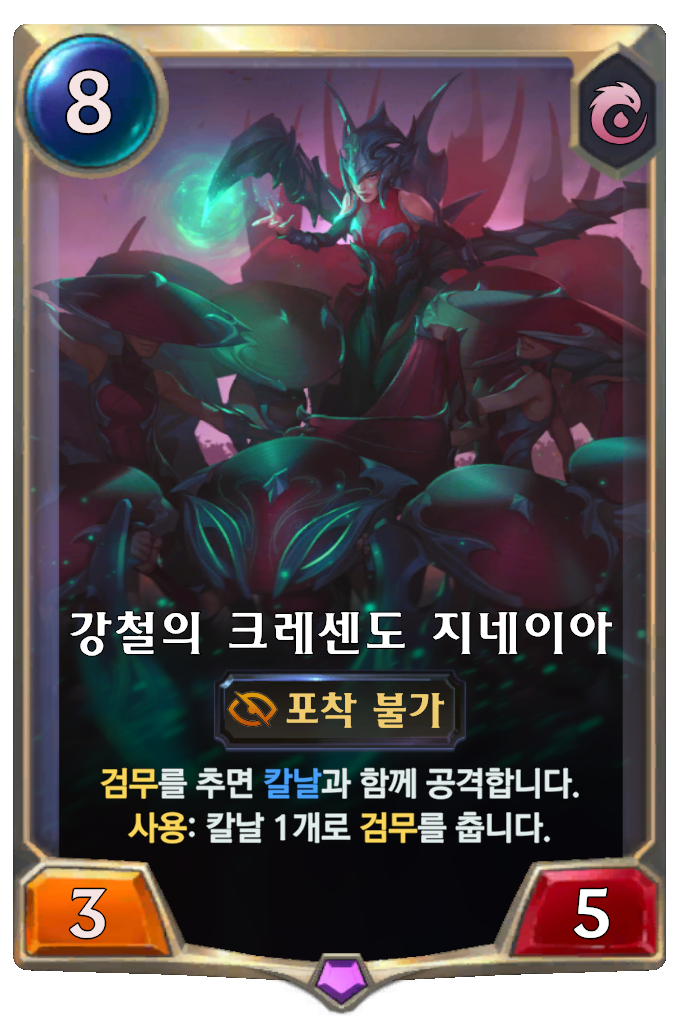 8
강철의 크레센도 지네이아
포착 불가
검무를 추면 칼날과 함께 공격합니다.
사용: 칼날 1개로 검무를 춥니다.
3
5